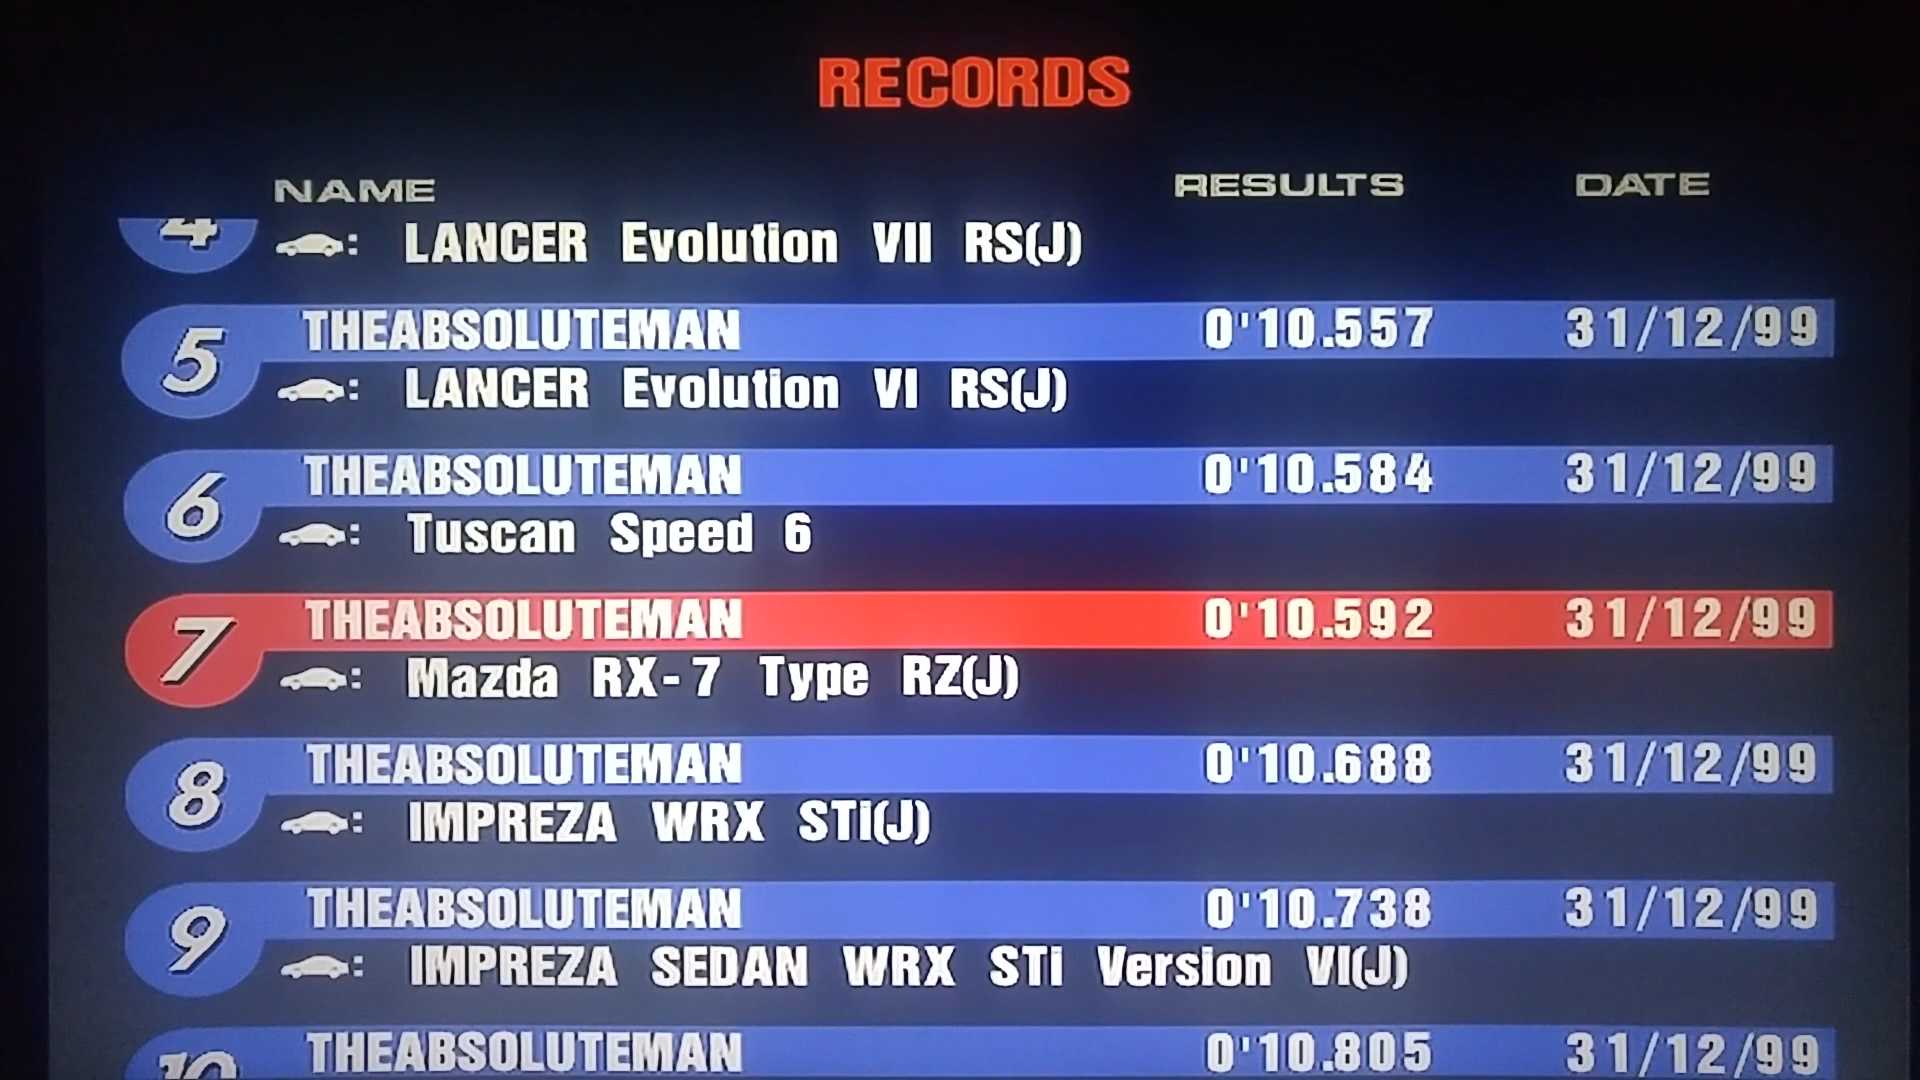 RECORDS
NAME RESULTS DATE
4 : LANCER Evolution VII RS(J)
5 THEABSOLUTEMAN 0'10.557 31/12/99
: LANCER Evolution VI RS(J)
6 THEABSOLUTEMAN 0'10.584 31/12/99
: Tuscan Speed 6
7 THEABSOLUTEMAN 0'10.592 31/12/99
: Mazda RX-7 Type RZ(J)
8 THEABSOLUTEMAN 0'10.688 31/12/99
: IMPREZA WRX STi(J)
9 THEABSOLUTEMAN 0'10.738 31/12/99
: IMPREZA SEDAN WRX STi Version VI(J)
10 THEABSOLUTEMAN 0'10.805 31/12/99